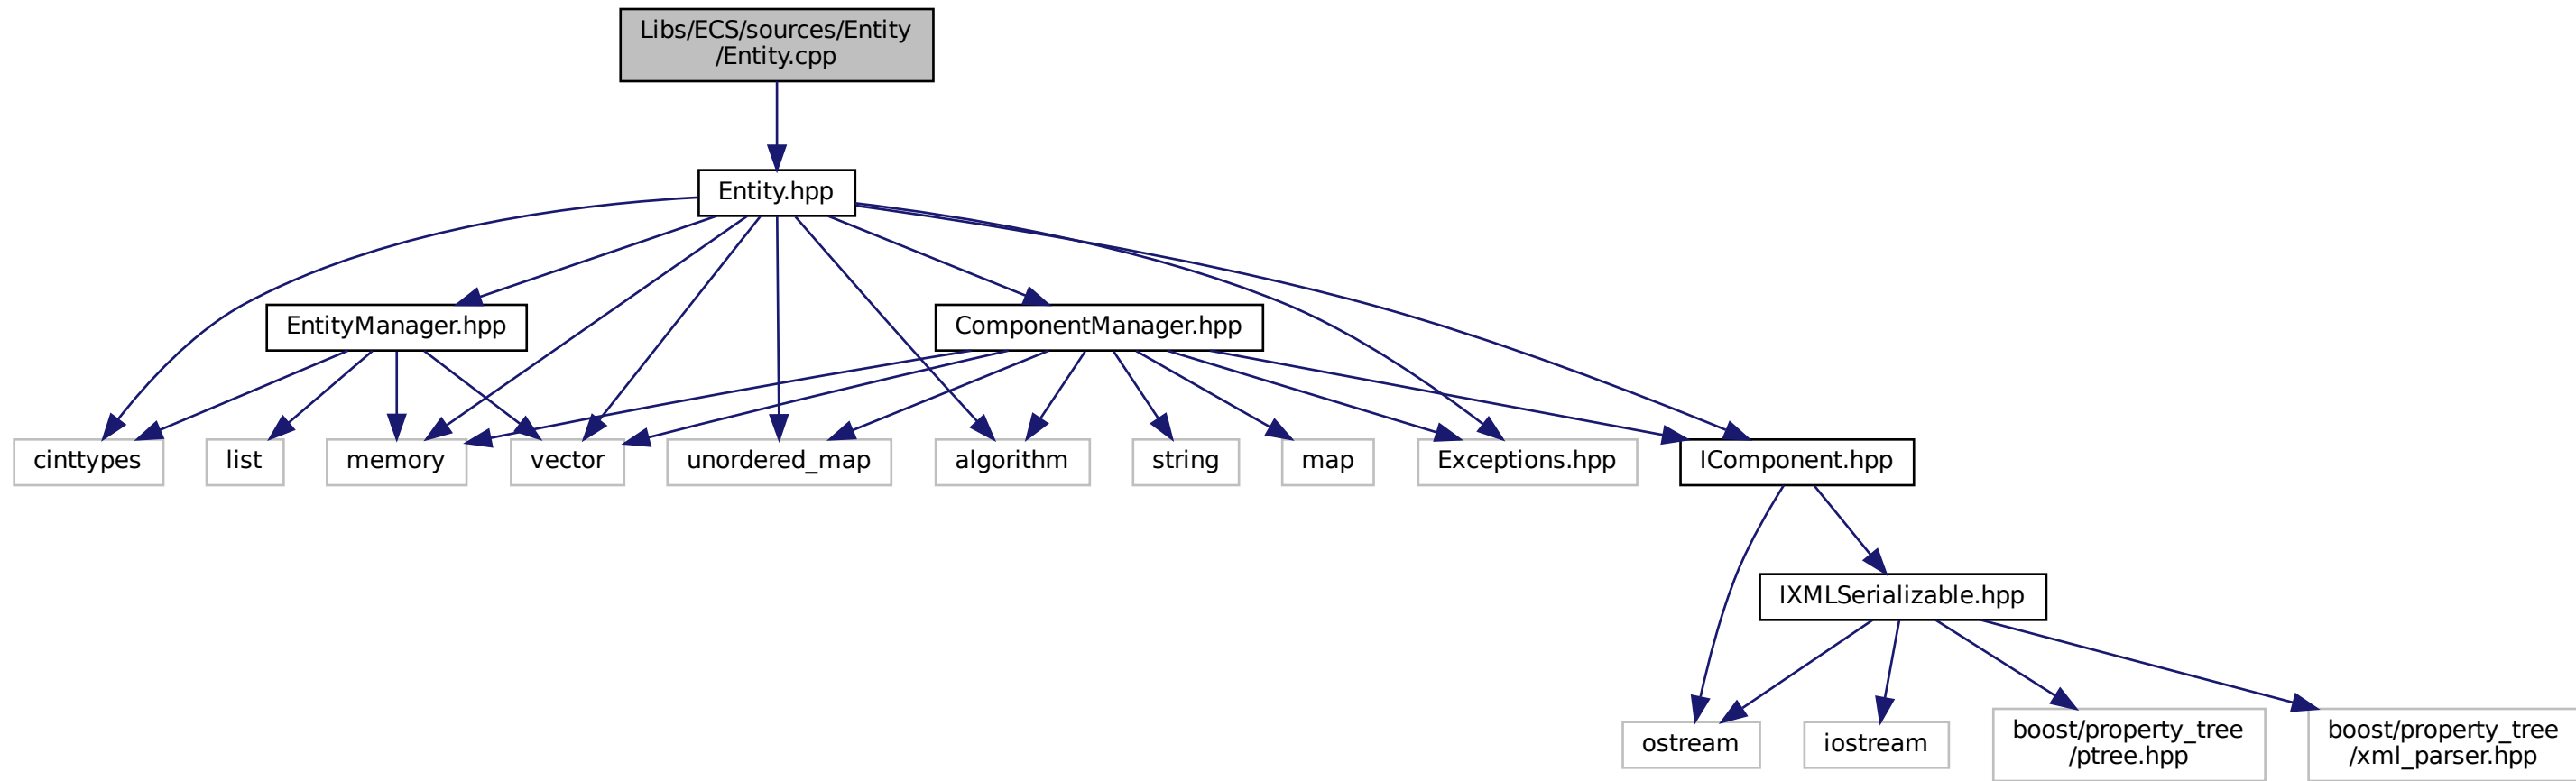 Libs/ECS/sources/Entity
/Entity.cpp
Entity.hpp
EntityManager.hpp
ComponentManager.hpp
cinttypes
list
memory
vector
unordered_map
algorithm
string
map
Exceptions.hpp
IComponent.hpp
IXMLSerializable.hpp
ostream
iostream
boost/property_tree
/ptree.hpp
boost/property_tree
/xml_parser.hpp